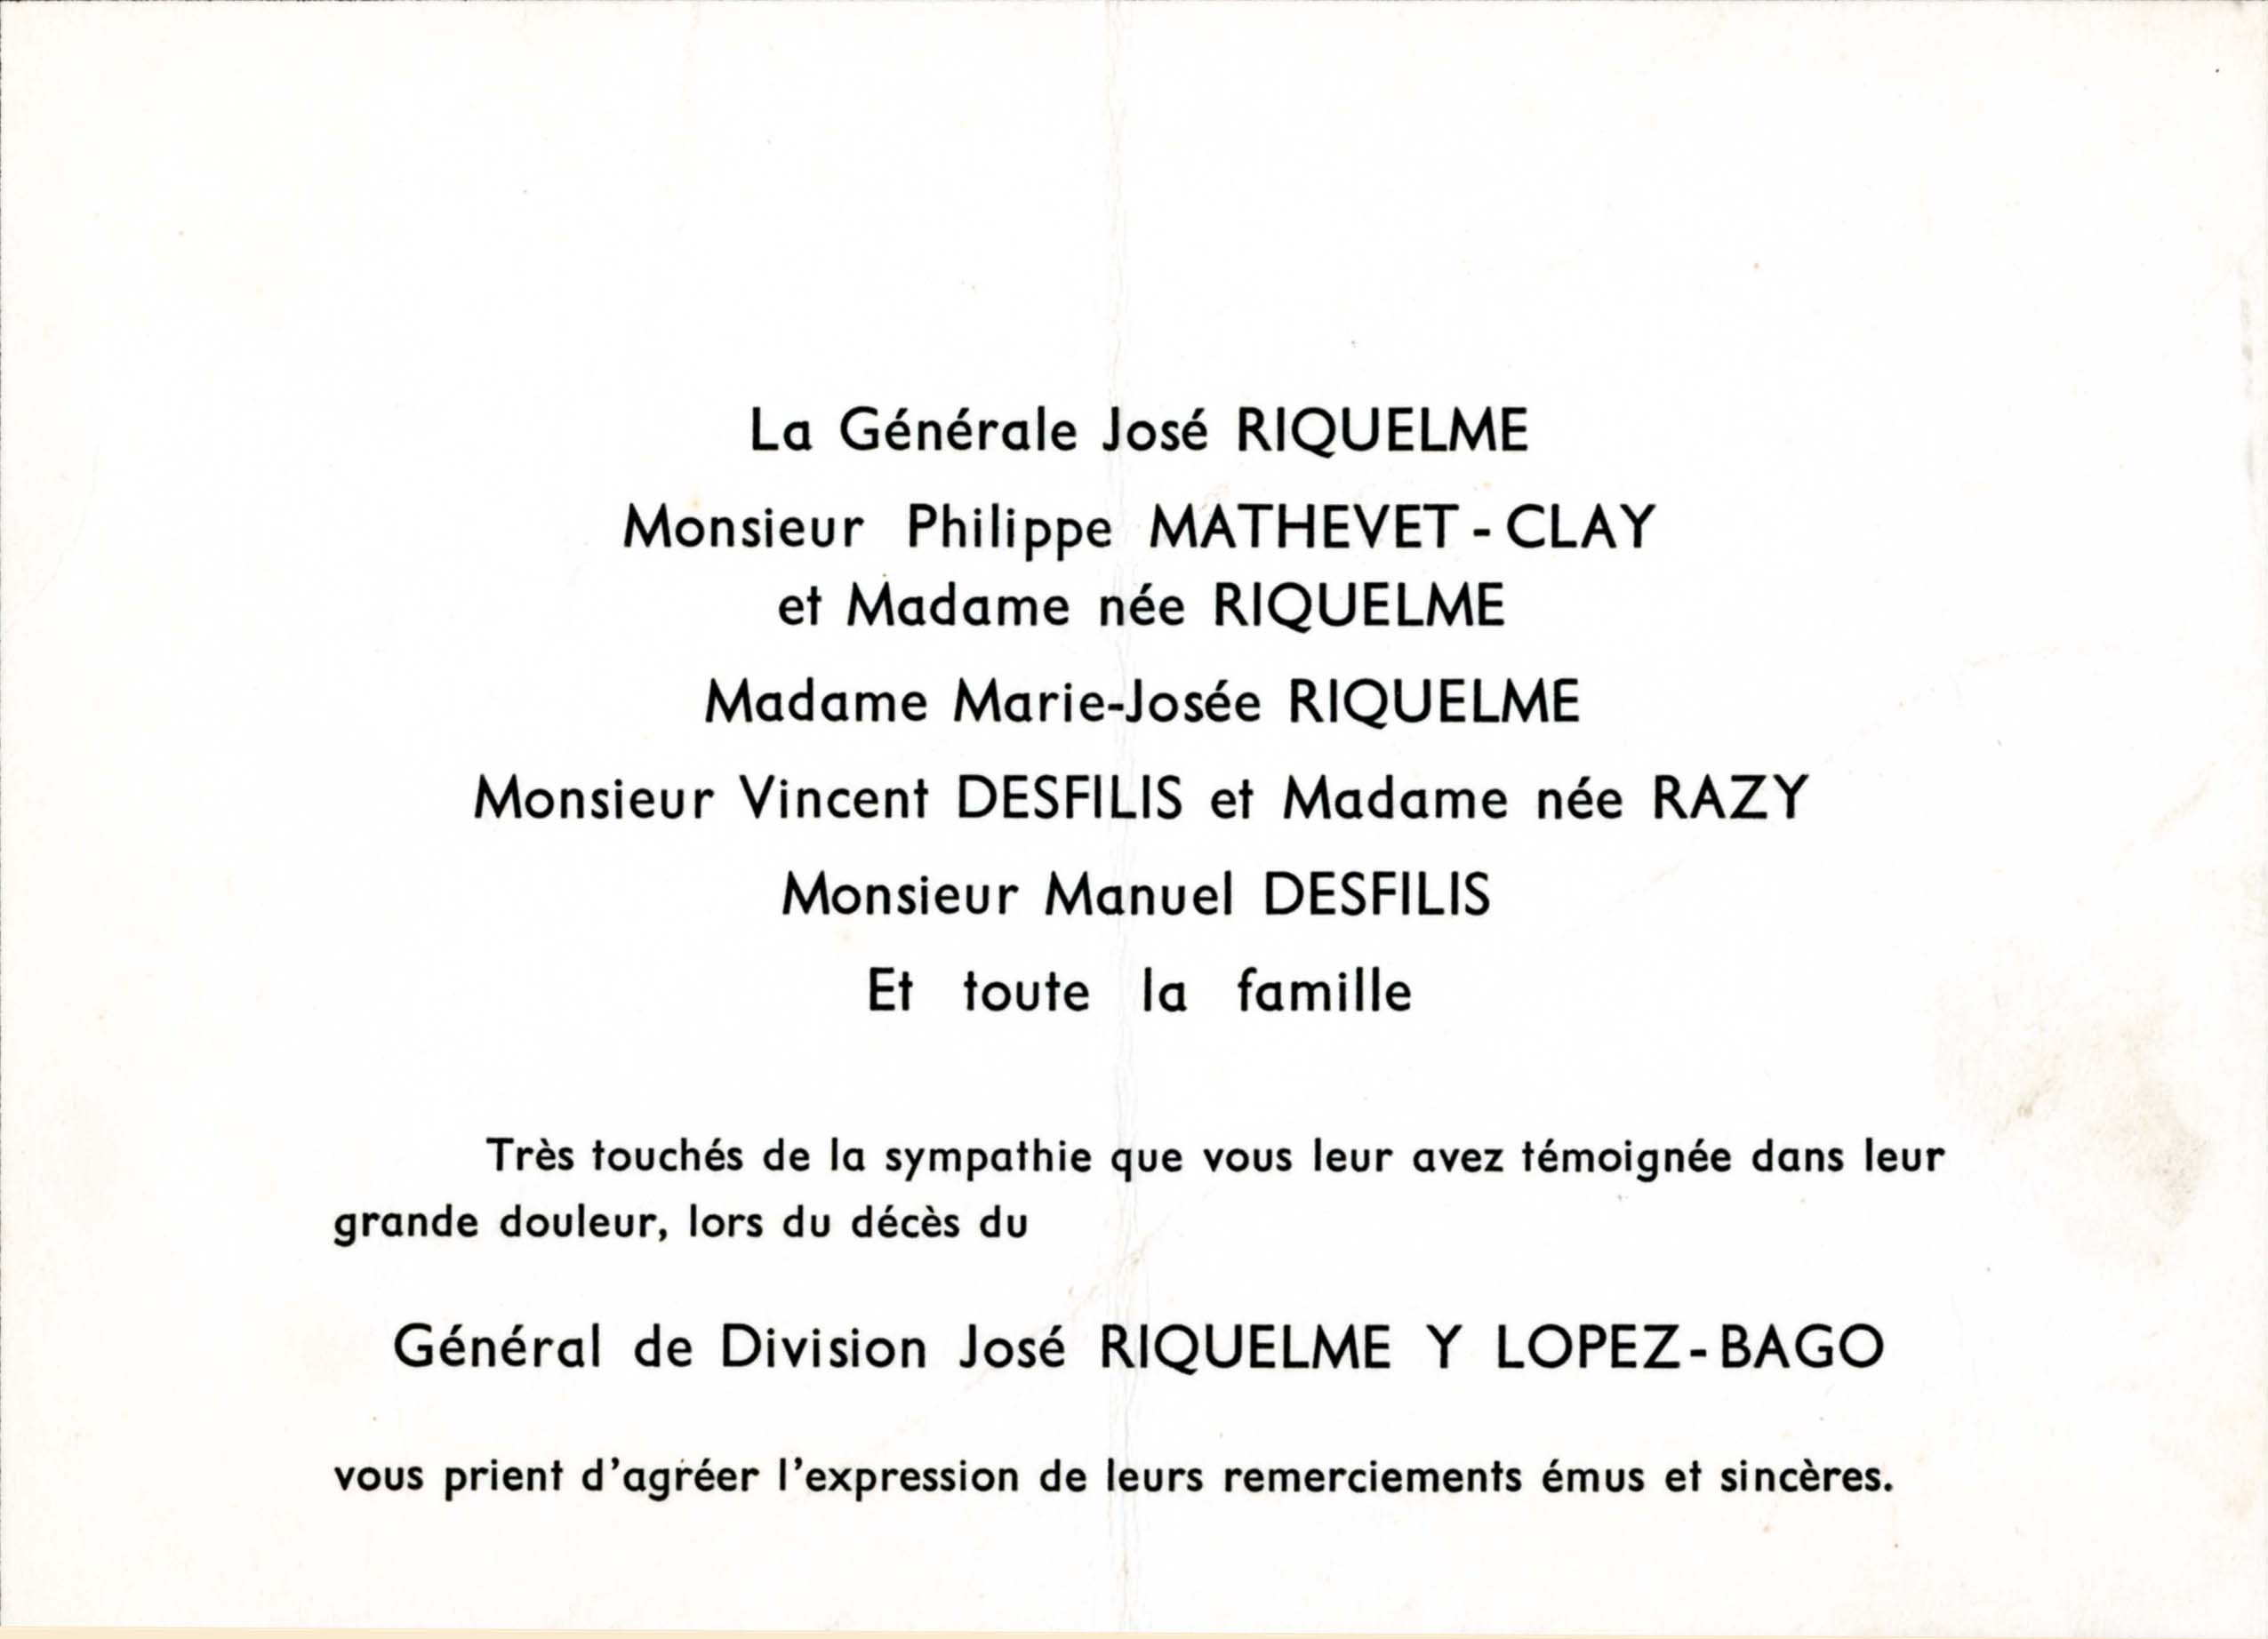 La Générale José RIQUELME
Monsieur Philippe MATHEVET - CLAY
et Madame née RIQUELME
Madame Marie-Josée RIQUELME
Monsieur Vincent DESFILIS et Madame née RAZY
Monsieur Manuel DESFILIS
Et toute la famille
Très touchés de la sympathie que vous leur avez témoignée dans leur
grande douleur, lors du décès du
Général de Division José RIQUELME Y LOPEZ-BAGO
vous prient d'agréer l'expression de leurs remerciements émus et sincères.